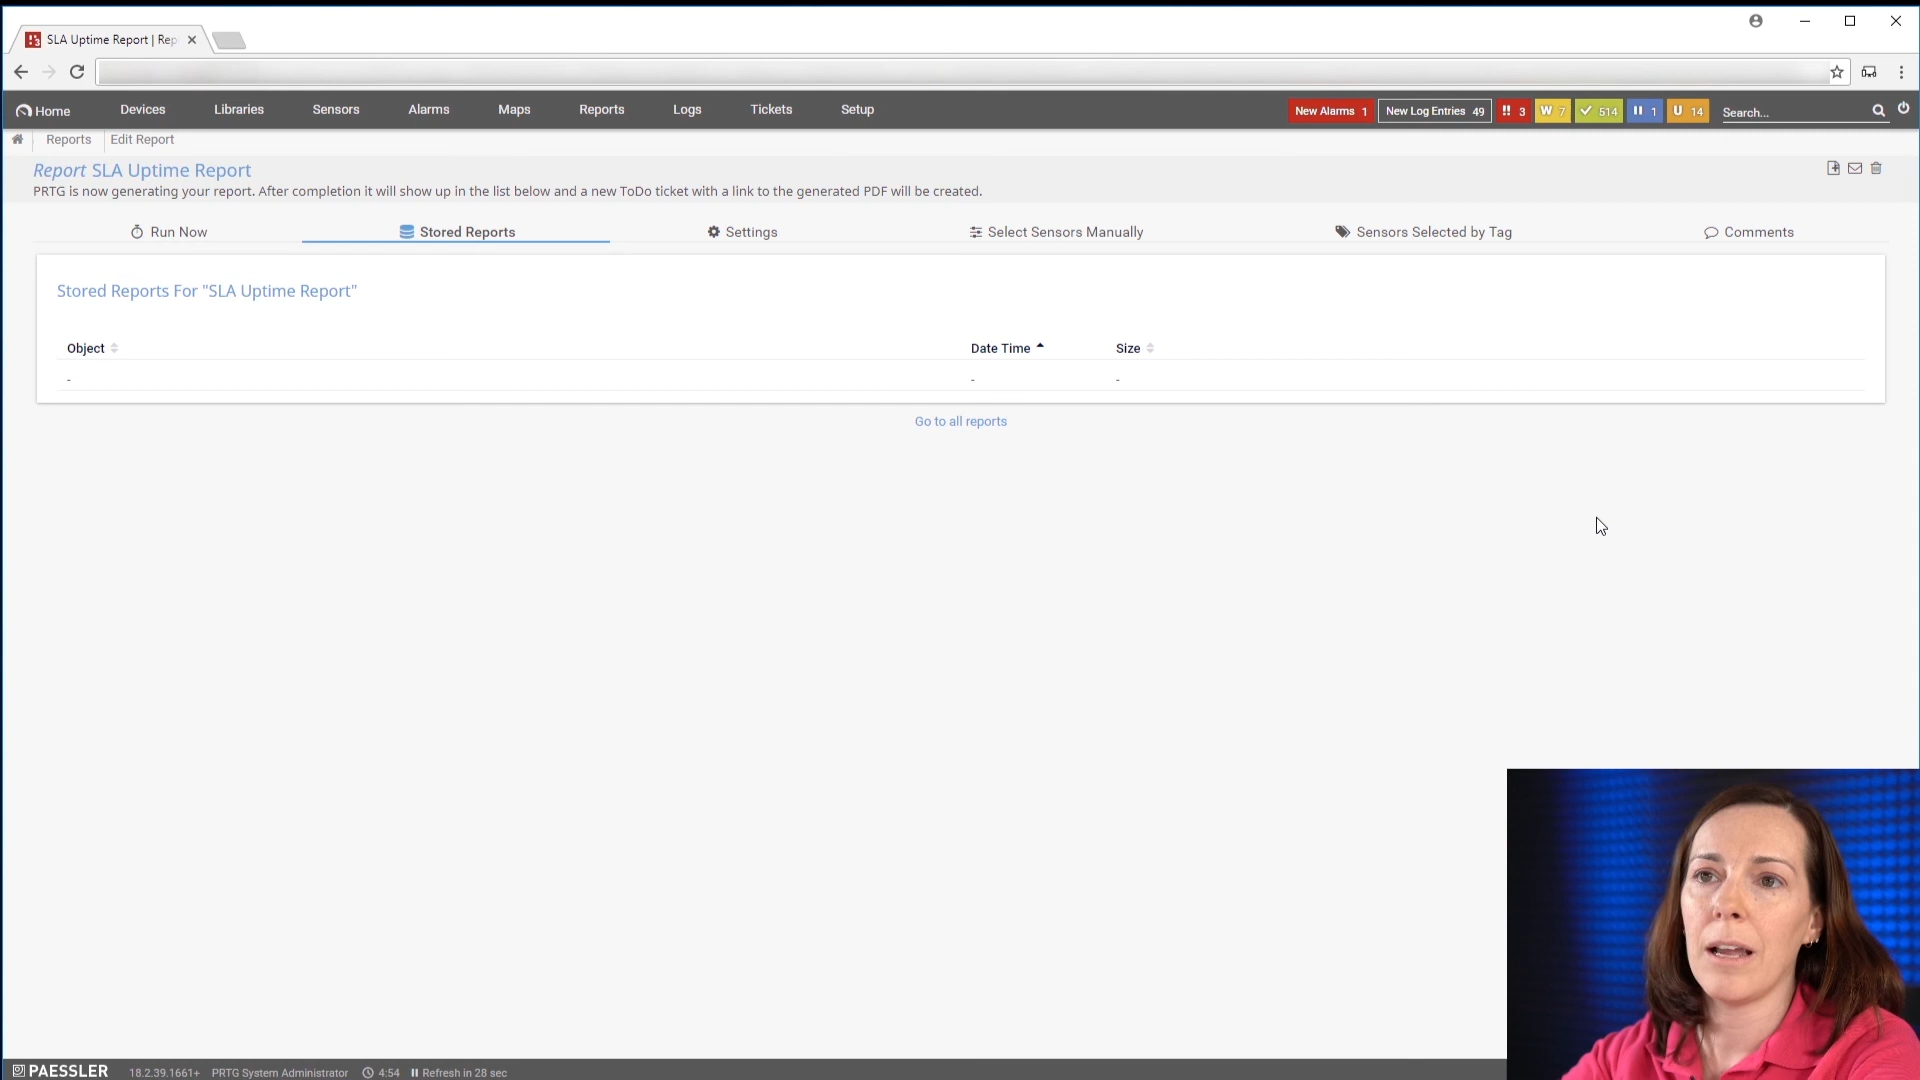 SLA Uptime Report | Rep
Home Devices Libraries Sensors Alarms Maps Reports Logs Tickets Setup New Alarms 1 New Log Entries 49 !! 3 W 7 514 1 U 14 Search...
Reports Edit Report
Report SLA Uptime Report
PRTG is now generating your report. After completion it will show up in the list below and a new ToDo ticket with a link to the generated PDF will be created.
Run Now Stored Reports Settings Select Sensors Manually Sensors Selected by Tag Comments
Stored Reports For "SLA Uptime Report"
Object Date Time Size
- - -
Go to all reports
PAESSLER 18.2.39.1661+ PRTG System Administrator 4:54 Refresh in 28 sec